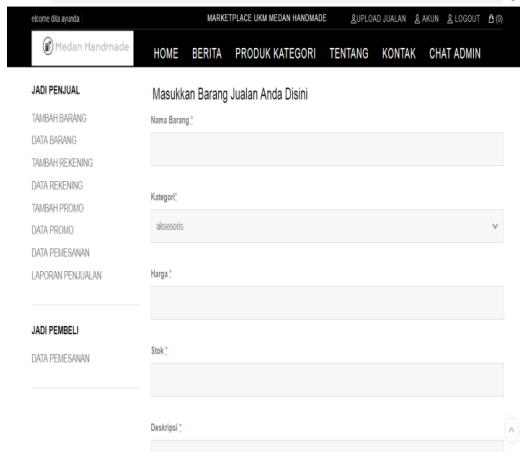 elcome dita ayunda
MARKETPLACE UKM MEDAN HANDMADE
UPLOAD JUALAN
AKUN
LOGOUT
(0)
Medan Handmade
HOME
BERITA
PRODUK KATEGORI
TENTANG
KONTAK
CHAT ADMIN
JADI PENJUAL
TAMBAH BARANG
DATA BARANG
TAMBAH REKENING
DATA REKENING
TAMBAH PROMO
DATA PROMO
DATA PEMESANAN
LAPORAN PENJUALAN
JADI PEMBELI
DATA PEMESANAN
Masukkan Barang Jualan Anda Disini
Nama Barang *
Kategori*
aksesoris
Harga *
Stok *
Deskripsi *